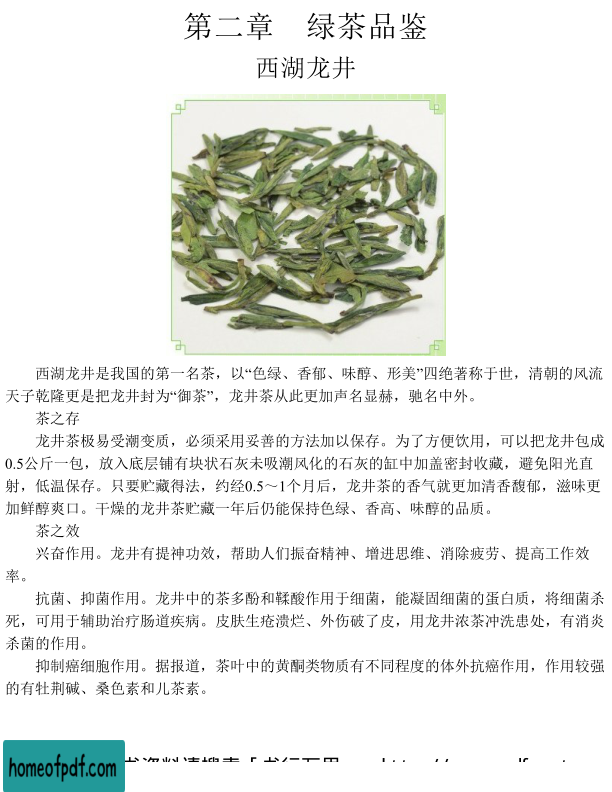 第二章　绿茶品鉴
西湖龙井
西湖龙井是我国的第一名茶，以“色绿、香郁、味醇、形美”四绝著称于世，清朝的风流
天子乾隆更是把龙井封为“御茶”，龙井茶从此更加声名显赫，驰名中外。
茶之存
龙井茶极易受潮变质，必须采用妥善的方法加以保存。为了方便饮用，可以把龙井包成
0.5公斤一包，放入底层铺有块状石灰未吸潮风化的石灰的缸中加盖密封收藏，避免阳光直
射，低温保存。只要贮藏得法，约经0.5～1个月后，龙井茶的香气就更加清香馥郁，滋味更
加鲜醇爽口。干燥的龙井茶贮藏一年后仍能保持色绿、香高、味醇的品质。
茶之效
兴奋作用。龙井有提神功效，帮助人们振奋精神、增进思维、消除疲劳、提高工作效
率。
抗菌、抑菌作用。龙井中的茶多酚和鞣酸作用于细菌，能凝固细菌的蛋白质，将细菌杀
死，可用于辅助治疗肠道疾病。皮肤生疮溃烂、外伤破了皮，用龙井浓茶冲洗患处，有消炎
杀菌的作用。
抑制癌细胞作用。据报道，茶叶中的黄酮类物质有不同程度的体外抗癌作用，作用较强
的有牡荆碱、桑色素和儿茶素。
homeofpdf.com